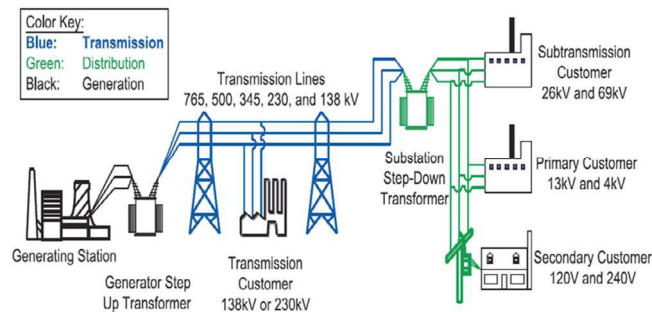 Color Key:
Blue: Transmission
Green: Distribution
Black: Generation
Transmission Lines
765, 500, 345, 230, and 138 kV
Subtransmission
Customer
26kV and 69kV
Substation
Step-Down
Transformer
Primary Customer
13kV and 4kV
Generating Station
Generator Step
Up Transformer
Transmission
Customer
138kV or 230kV
Secondary Customer
120V and 240V